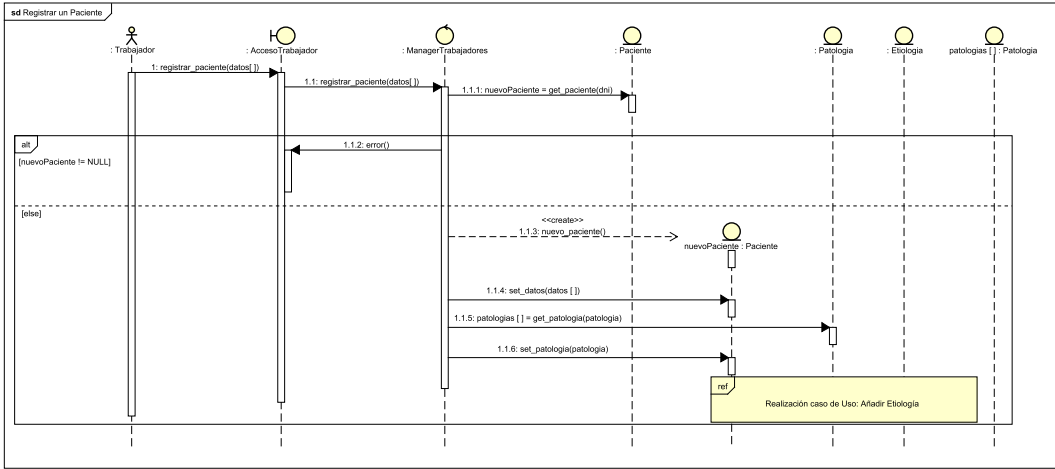 sd Registrar un Paciente
: Trabajador
: AccesoTrabajador
: ManagerTrabajadores
: Paciente
: Patologia
: Etiologia
patologias [ ] : Patologia
1: registrar_paciente(datos[ ])
1.1: registrar_paciente(datos[ ])
1.1.1: nuevoPaciente = get_paciente(dni)
alt
1.1.2: error()
[nuevoPaciente != NULL]
[else]
<<create>>
1.1.3: nuevo_paciente()
nuevoPaciente : Paciente
1.1.4: set_datos(datos [ ])
1.1.5: patologias [ ] = get_patologia(patologia)
1.1.6: set_patologia(patologia)
ref
Realización caso de Uso: Añadir Etiología